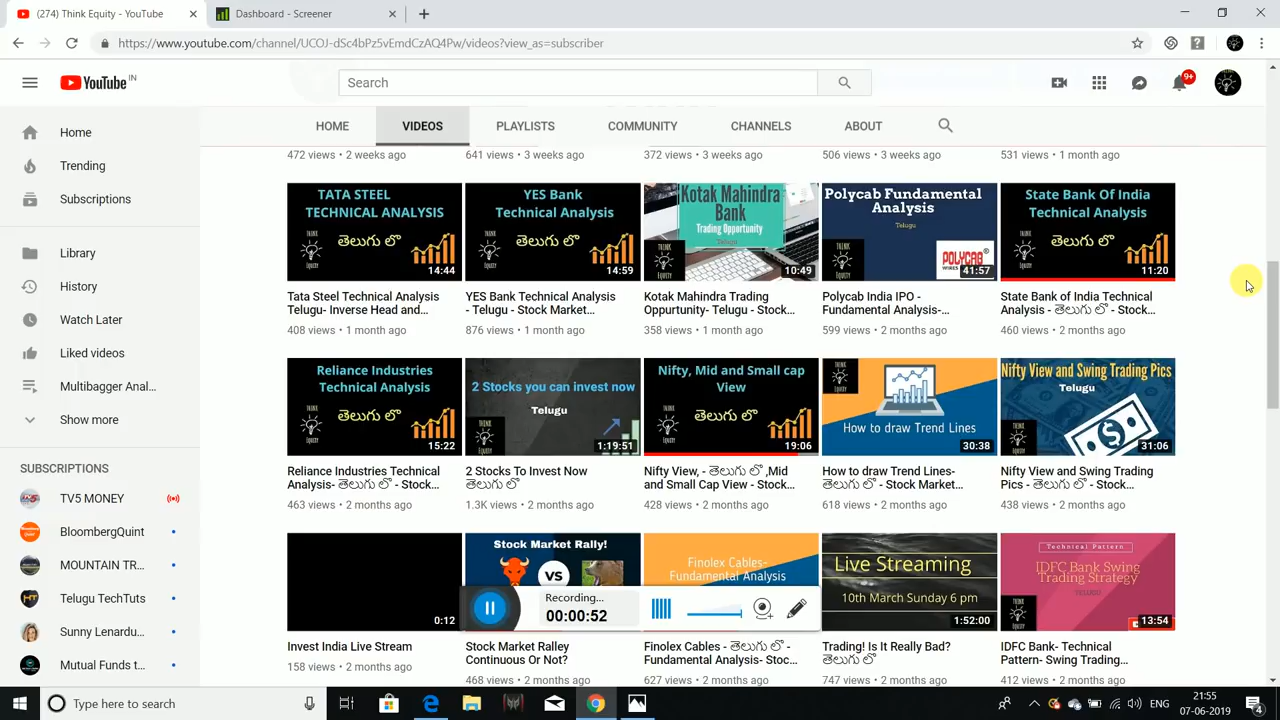 (274) Think Equity - YouTube
Dashboard - Screener
https://www.youtube.com/channel/UCOJ-dSc4bPz5vEmdCzAQ4Pw/videos?view_as=subscriber
YouTube IN
Search
9+
HOME VIDEOS PLAYLISTS COMMUNITY CHANNELS ABOUT
Home
Trending
Subscriptions
Library
History
Watch Later
Liked videos
Multibagger Anal...
Show more
SUBSCRIPTIONS
TV5 MONEY
BloombergQuint
MOUNTAIN TR...
Telugu TechTuts
Sunny Lenardu...
Mutual Funds t...
472 views • 2 weeks ago
641 views • 3 weeks ago
372 views • 3 weeks ago
506 views • 3 weeks ago
531 views • 1 month ago
TATA STEEL
TECHNICAL ANALYSIS
తెలుగు లో
14:44
Tata Steel Technical Analysis
Telugu- Inverse Head and...
408 views • 1 month ago
YES Bank
Technical Analysis
తెలుగు లో
14:59
YES Bank Technical Analysis
- Telugu - Stock Market...
876 views • 1 month ago
Kotak Mahindra
Bank
Trading Opportunity
Telugu
THINK
Equity
10:49
Kotak Mahindra Trading
Oppurtunity- Telugu - Stock...
358 views • 1 month ago
Polycab Fundamental
Analysis
Telugu
THINK
Equity
POLYCAB
WIRES
41:57
Polycab India IPO -
Fundamental Analysis-...
599 views • 2 months ago
State Bank Of India
Technical Analysis
తెలుగు లో
11:20
State Bank of India Technical
Analysis - తెలుగు లో - Stock...
460 views • 2 months ago
Reliance Industries
Technical Analysis
తెలుగు లో
15:22
Reliance Industries Technical
Analysis- తెలుగు లో - Stock...
463 views • 2 months ago
2 Stocks you can invest now
Telugu
1:19:51
2 Stocks To Invest Now
తెలుగు లో
1.3K views • 2 months ago
Nifty, Mid and Small cap
View
తెలుగు లో
19:06
Nifty View, - తెలుగు లో ,Mid
and Small Cap View - Stock...
428 views • 2 months ago
How to draw Trend Lines
30:38
How to draw Trend Lines-
తెలుగు లో - Stock Market...
618 views • 2 months ago
Nifty View and Swing Trading Pics
Telugu
31:06
Nifty View and Swing Trading
Pics - తెలుగు లో - Stock...
438 views • 2 months ago
0:12
Invest India Live Stream
158 views • 2 months ago
Stock Market Rally!
VS
Stock Market Ralley
Continuous Or Not?
468 views • 2 months ago
Finolex Cables-
Fundamental Analysis
Finolex Cables - తెలుగు లో -
Fundamental Analysis- Stoc...
627 views • 2 months ago
Live Streaming
10th March Sunday 6 pm
1:52:00
Trading! Is It Really Bad?
తెలుగు లో
747 views • 2 months ago
Technical Pattern
IDFC Bank Swing
Trading Strategy
TELUGU
13:54
IDFC Bank- Technical
Pattern- Swing Trading...
412 views • 2 months ago
Recording...
00:00:52
Type here to search
ENG
21:55
07-06-2019
4